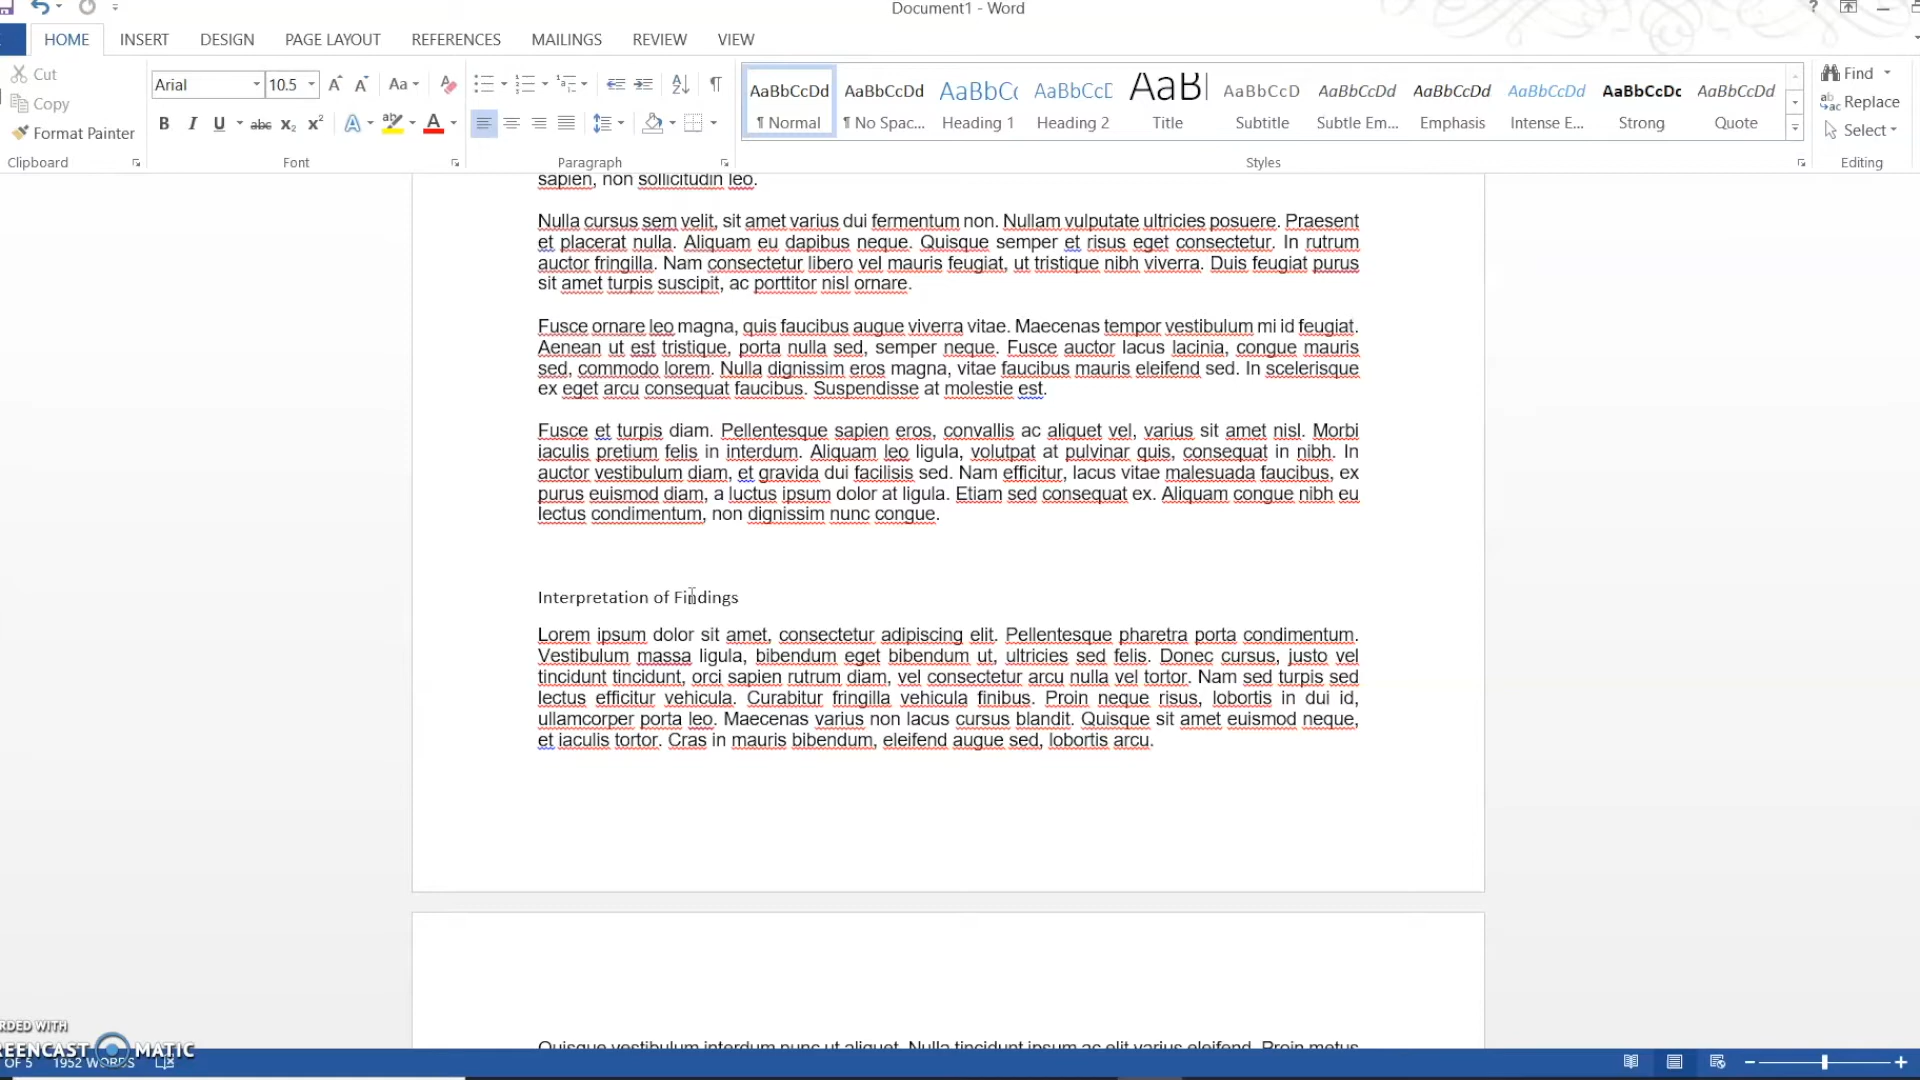 Document1 - Word
HOME INSERT DESIGN PAGE LAYOUT REFERENCES MAILINGS REVIEW VIEW
Cut
Copy
Format Painter
Clipboard
Arial 10.5
Font
Paragraph
AaBbCcDd AaBbCcDd AaBbCc AaBbCcC AaBl AaBbCcD AaBbCcDd AaBbCcDd AaBbCcDd AaBbCcDc AaBbCcDd
¶ Normal ¶ No Spac... Heading 1 Heading 2 Title Subtitle Subtle Em... Emphasis Intense E... Strong Quote
Styles
Find
Replace
Select
Editing
sapien, non sollicitudin leo.
Nulla cursus sem velit, sit amet varius dui fermentum non. Nullam vulputate ultricies posuere. Praesent
et placerat nulla. Aliquam eu dapibus neque. Quisque semper et risus eget consectetur. In rutrum
auctor fringilla. Nam consectetur libero vel mauris feugiat, ut tristique nibh viverra. Duis feugiat purus
sit amet turpis suscipit, ac porttitor nisl ornare.
Fusce ornare leo magna, quis faucibus augue viverra vitae. Maecenas tempor vestibulum mi id feugiat.
Aenean ut est tristique, porta nulla sed, semper neque. Fusce auctor lacus lacinia, congue mauris
sed, commodo lorem. Nulla dignissim eros magna, vitae faucibus mauris eleifend sed. In scelerisque
ex eget arcu consequat faucibus. Suspendisse at molestie est.
Fusce et turpis diam. Pellentesque sapien eros, convallis ac aliquet vel, varius sit amet nisl. Morbi
iaculis pretium felis in interdum. Aliquam leo ligula, volutpat at pulvinar quis, consequat in nibh. In
auctor vestibulum diam, et gravida dui facilisis sed. Nam efficitur, lacus vitae malesuada faucibus, ex
purus euismod diam, a luctus ipsum dolor at ligula. Etiam sed consequat ex. Aliquam congue nibh eu
lectus condimentum, non dignissim nunc congue.
Interpretation of Findings
Lorem ipsum dolor sit amet, consectetur adipiscing elit. Pellentesque pharetra porta condimentum.
Vestibulum massa ligula, bibendum eget bibendum ut, ultricies sed felis. Donec cursus, justo vel
tincidunt tincidunt, orci sapien rutrum diam, vel consectetur arcu nulla vel tortor. Nam sed turpis sed
lectus efficitur vehicula. Curabitur fringilla vehicula finibus. Proin neque risus, lobortis in dui id,
ullamcorper porta leo. Maecenas varius non lacus cursus blandit. Quisque sit amet euismod neque,
et iaculis tortor. Cras in mauris bibendum, eleifend augue sed, lobortis arcu.
Quisque vestibulum interdum nunc ut aliquet. Nulla tincidunt ipsum ac elit varius eleifend. Proin metus
RDED WITH
REENCAST MATIC
OF 5 1952 WORDS